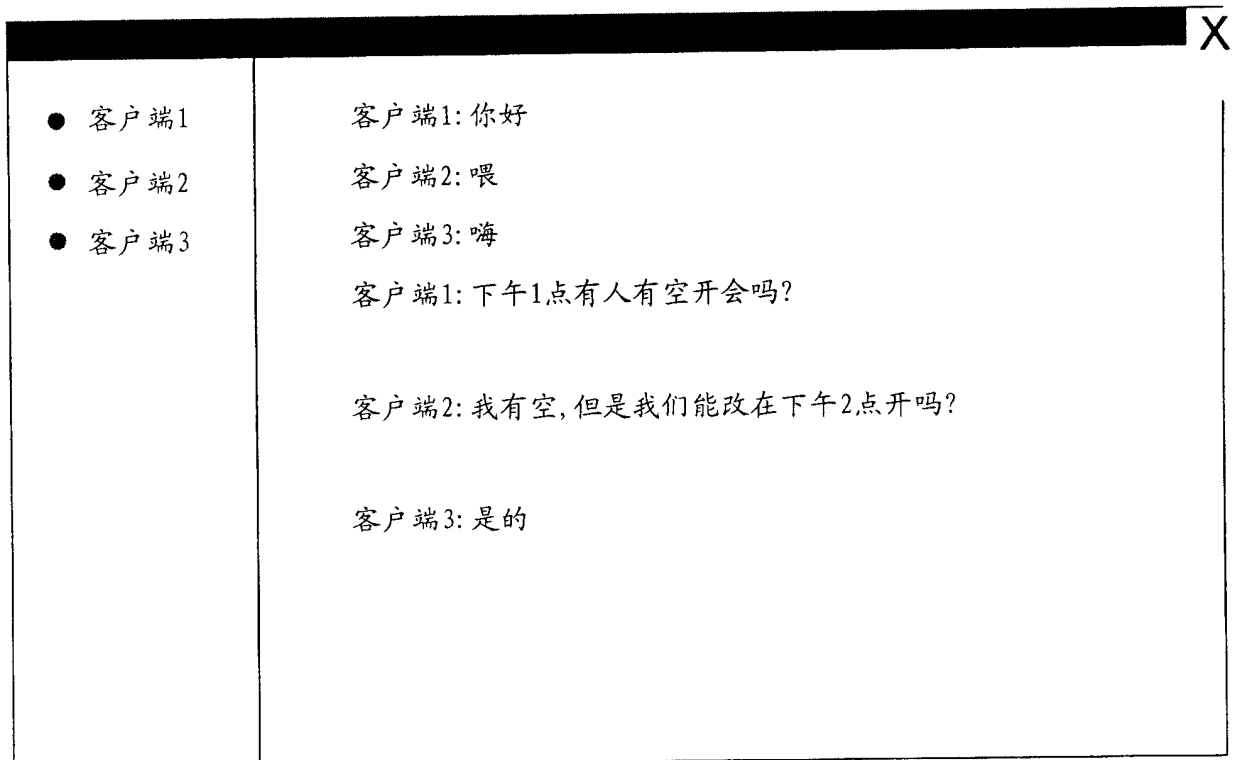 X
客户端1
客户端2
客户端3
客户端1: 你好
客户端2: 喂
客户端3: 嗨
客户端1: 下午1点有人有空开会吗?
客户端2: 我有空, 但是我们能改在下午2点开吗?
客户端3: 是的